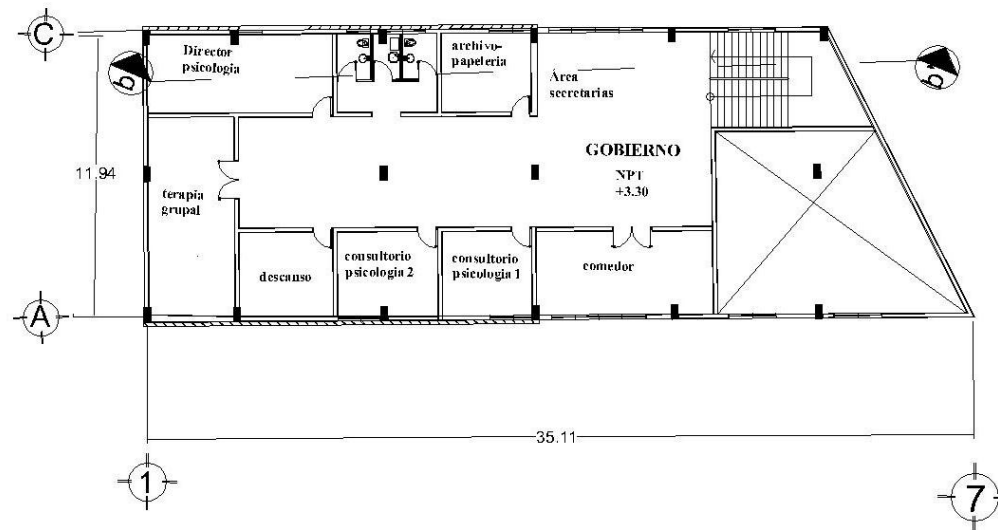 C
Director
psicologia
archivo-
papeleria
Area
secretarias
b'
b'
GOBIERNO
NPT
+3.30
11.94
terapia
grupal
descanso
consultorio
psicologia 2
consultorio
psicologia 1
comedor
A
35.11
1
7